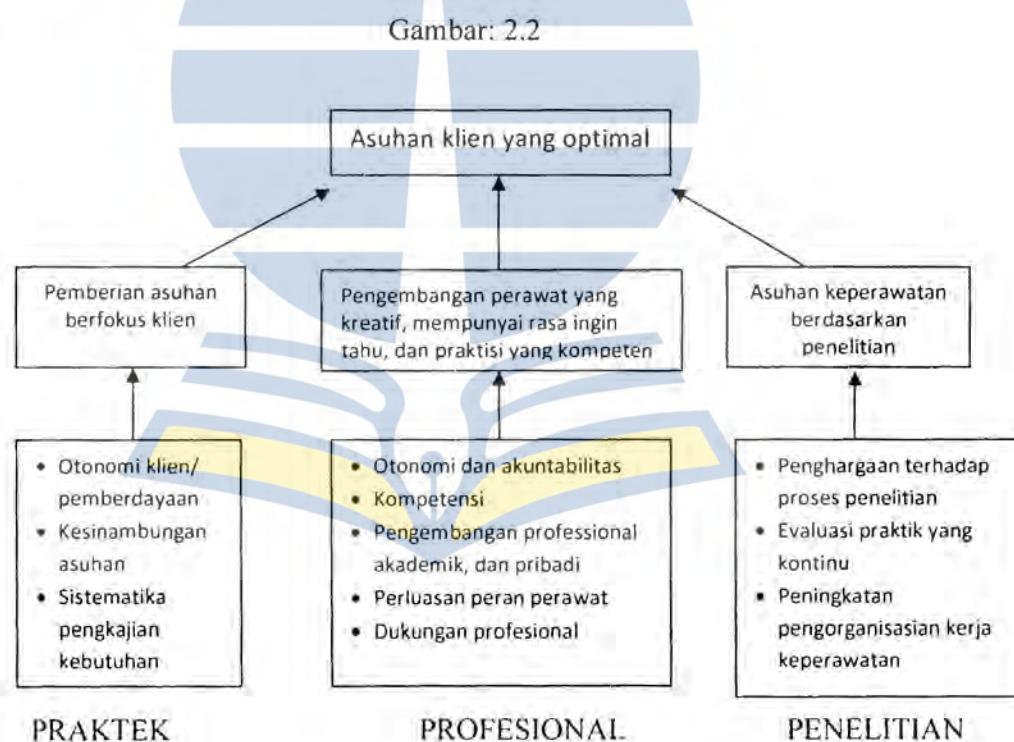 Gambar: 2.2
Asuhan klien yang optimal
Pemberian asuhan
berfokus klien
Pengembangan perawat yang
kreatif, mempunyai rasa ingin
tahu, dan praktisi yang kompeten
Asuhan keperawatan
berdasarkan
penelitian
• Otonomi klien/
pemberdayaan
• Kesinambungan
asuhan
• Sistematika
pengkajian
kebutuhan
• Otonomi dan akuntabilitas
• Kompetensi
• Pengembangan professional
akademik, dan pribadi
• Perluasan peran perawat
• Dukungan profesional
• Penghargaan terhadap
proses penelitian
• Evaluasi praktik yang
kontinu
• Peningkatan
pengorganisasian kerja
keperawatan
PRAKTEK
PROFESIONAL
PENELITIAN